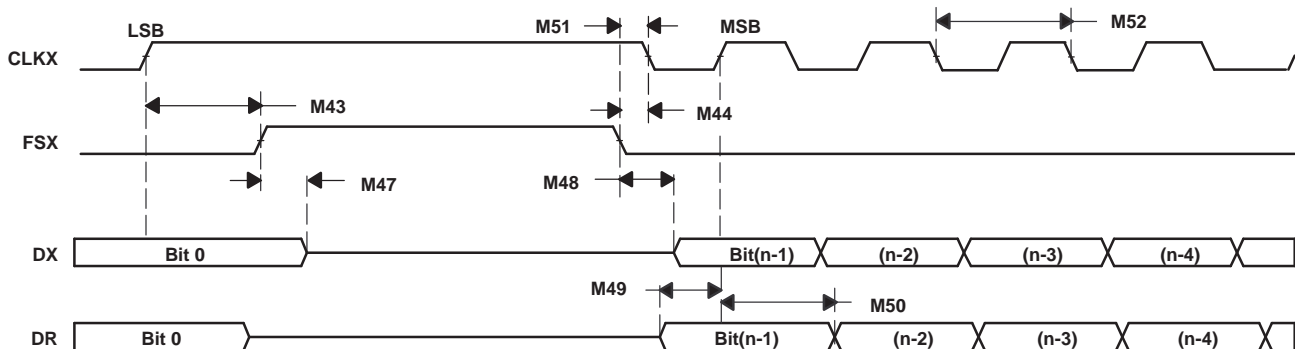 LSB M51 MSB M52
CLKX
M43 M44
FSX
M47 M48
DX Bit 0 Bit(n-1) (n-2) (n-3) (n-4)
M49 M50
DR Bit 0 Bit(n-1) (n-2) (n-3) (n-4)